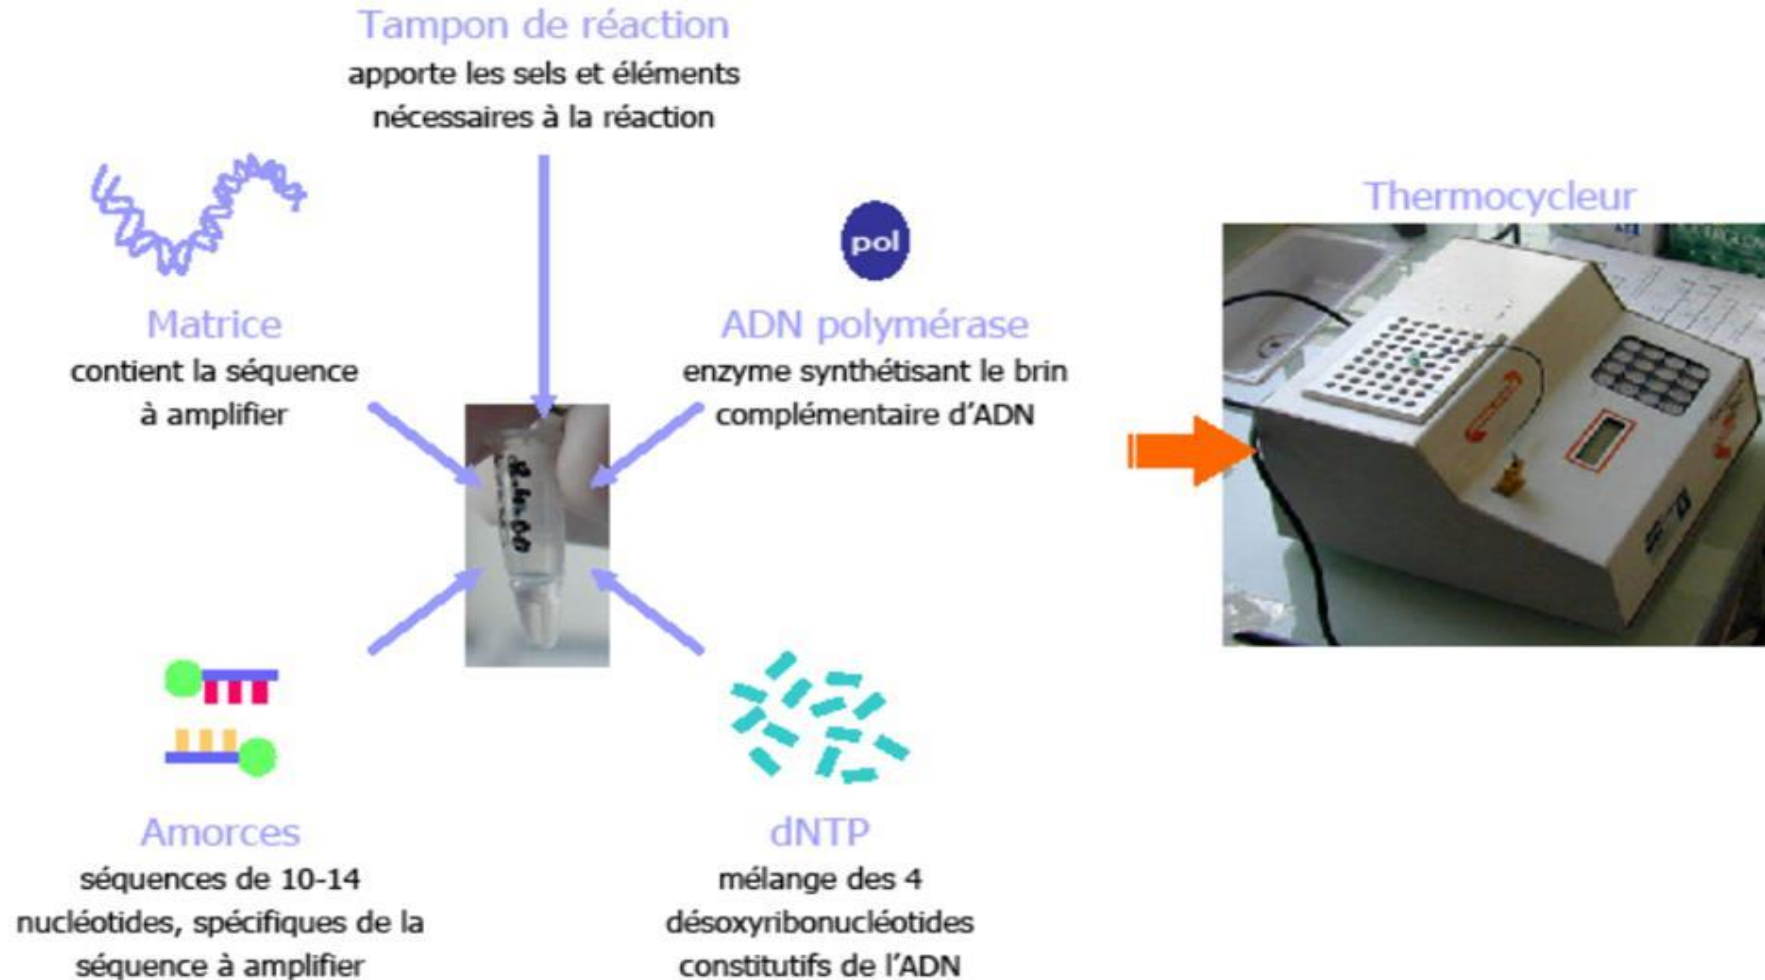 Tampon de réaction
apporte les sels et éléments
nécessaires à la réaction
Matrice
contient la séquence
à amplifier
pol
ADN polymérase
enzyme synthétisant le brin
complémentaire d'ADN
Thermocycleur
Amorces
séquences de 10-14
nucléotides, spécifiques de la
séquence à amplifier
dNTP
mélange des 4
désoxyribonucléotides
constitutifs de l'ADN